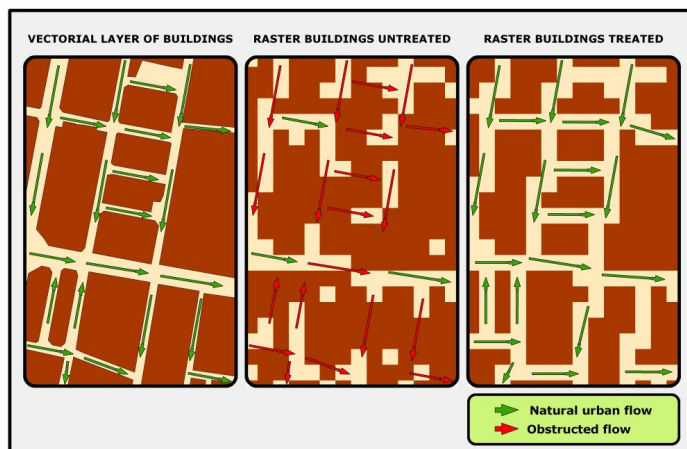 VECTORIAL LAYER OF BUILDINGS
RASTER BUILDINGS UNTREATED
RASTER BUILDINGS TREATED
Natural urban flow
Obstructed flow